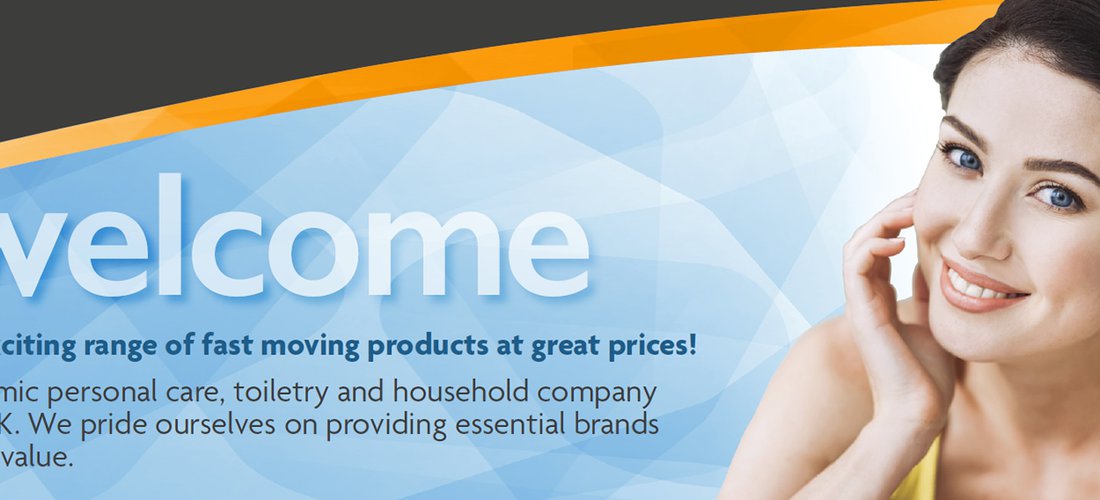 welcome
citing range of fast moving products at great prices!
mic personal care, toiletry and household company
K. We pride ourselves on providing essential brands
value.